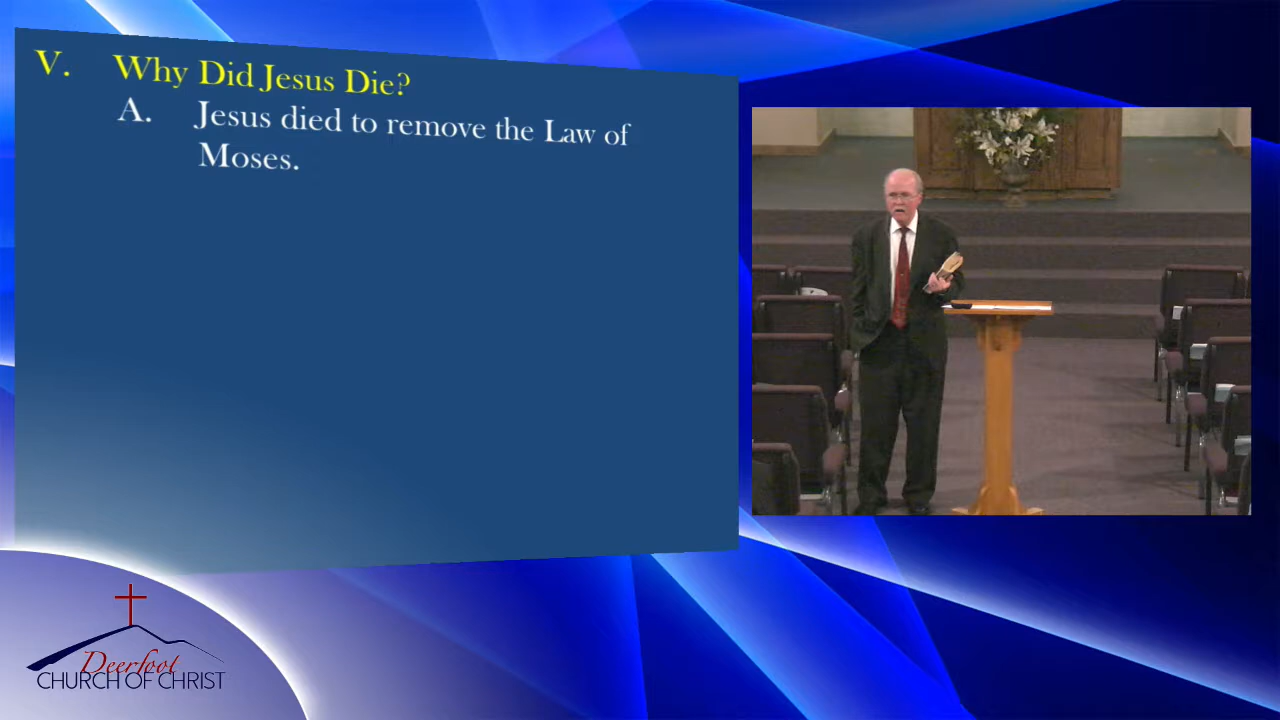 V. Why Did Jesus Die?
A. Jesus died to remove the Law of
Moses.
Deerfoot
CHURCH OF CHRIST